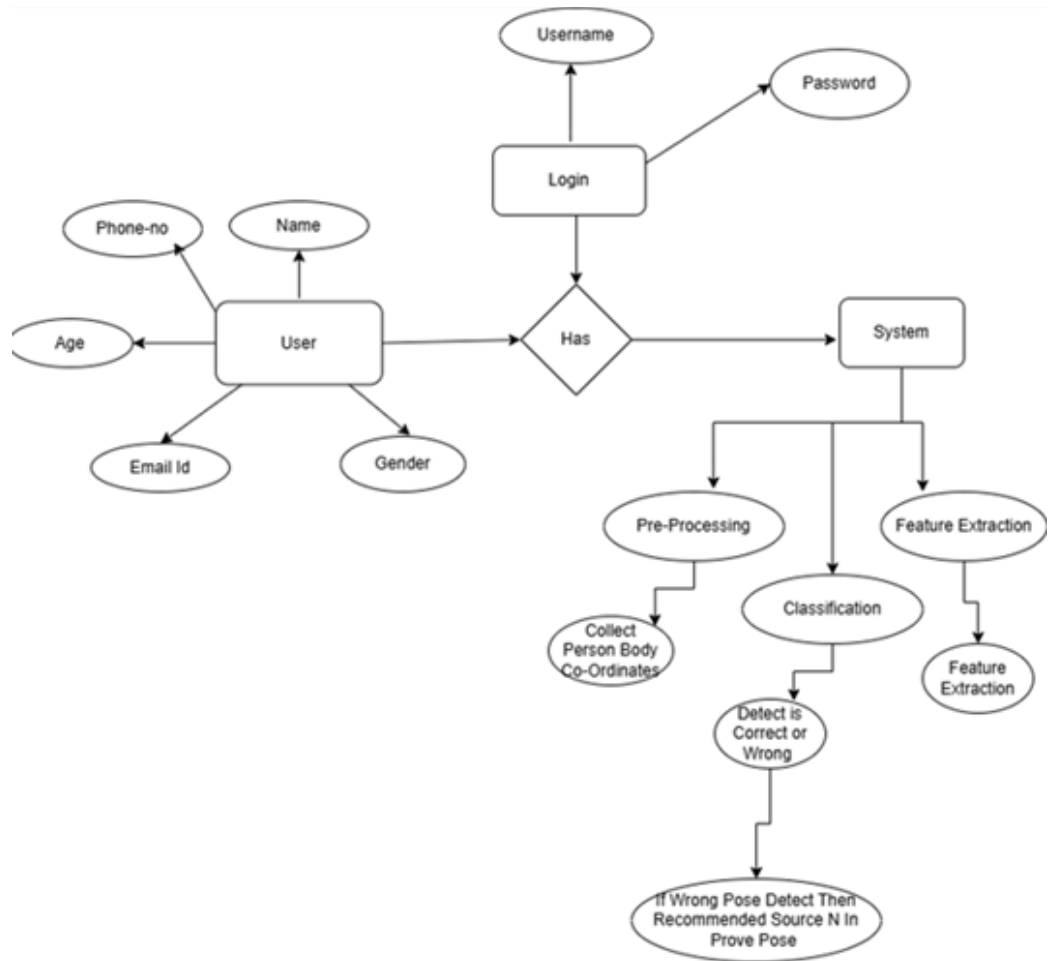 Username
Password
Login
Phone-no
Name
Age
User
Has
System
Email Id
Gender
Pre-Processing
Feature Extraction
Classification
Collect
Person Body
Co-Ordinates
Feature
Extraction
Detect is
Correct or
Wrong
If Wrong Pose Detect Then
Recommended Source N In
Prove Pose